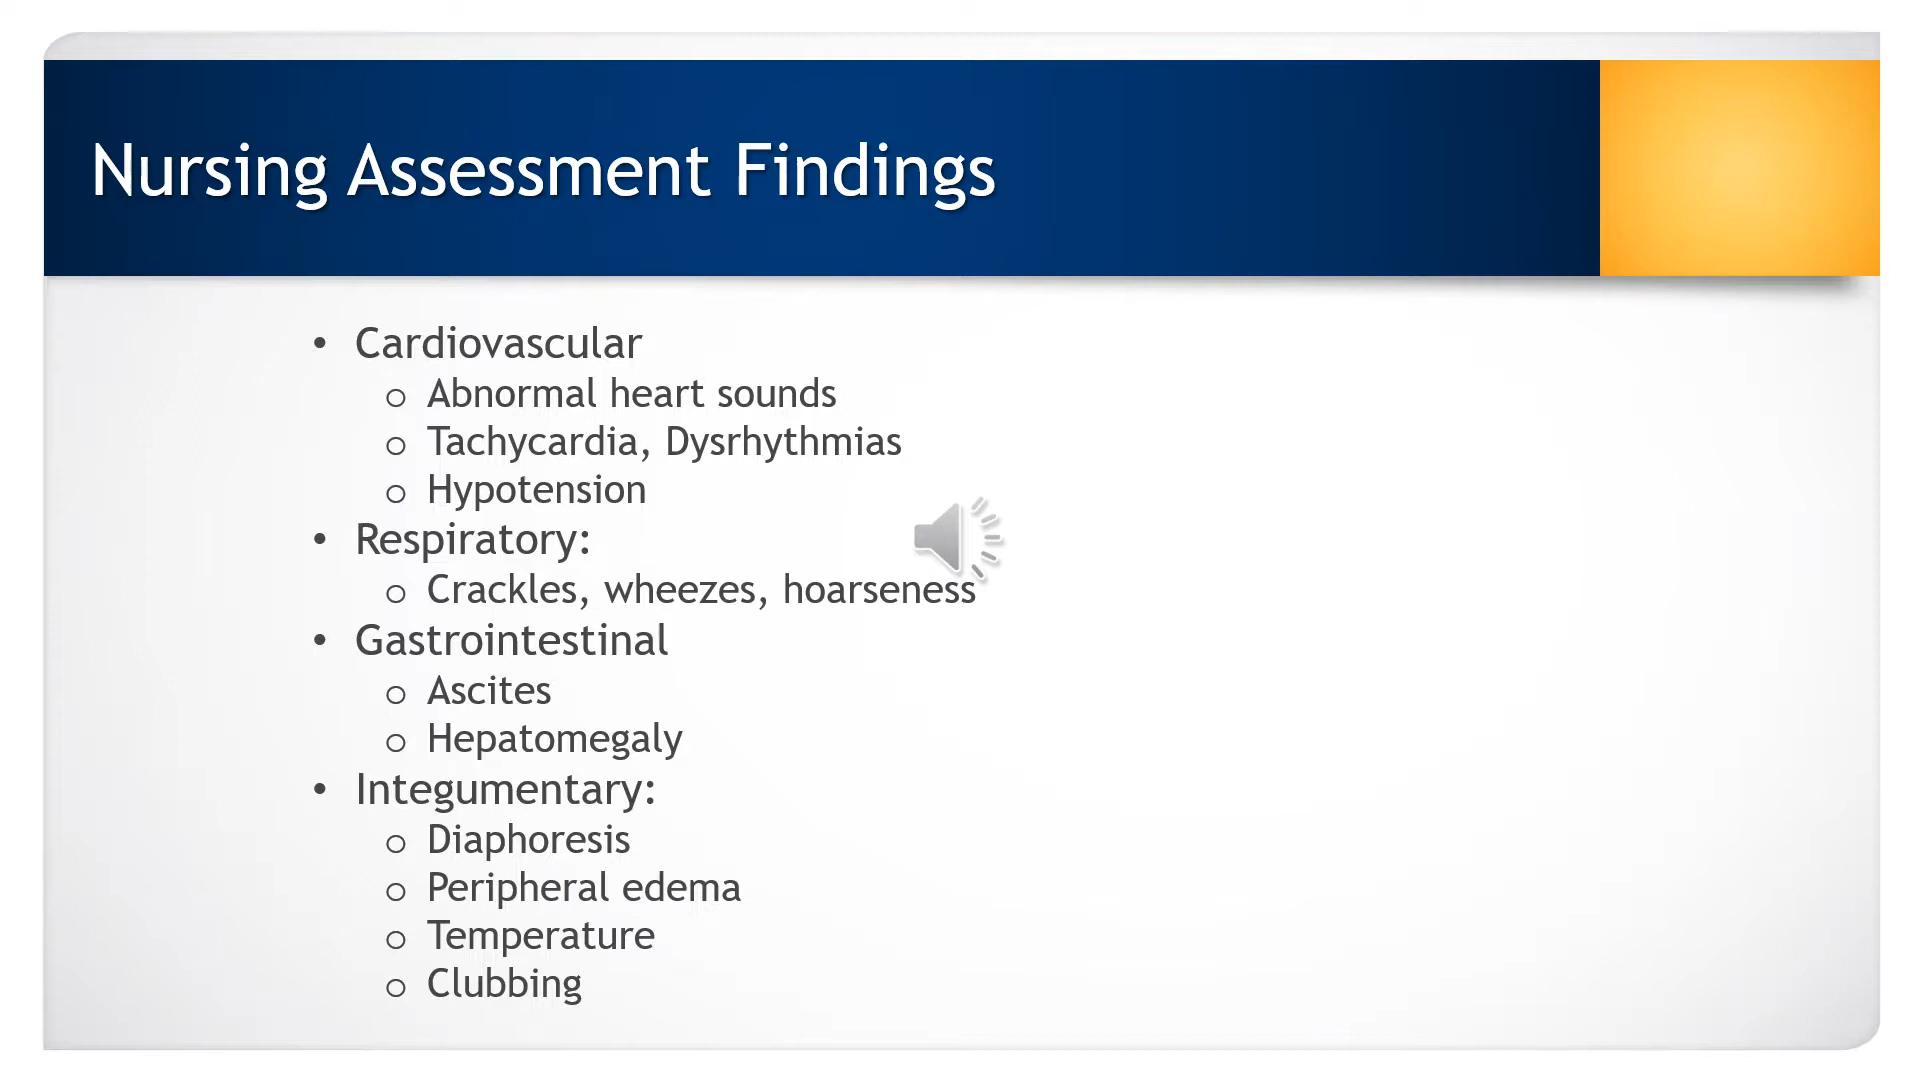 Nursing Assessment Findings
• Cardiovascular
o Abnormal heart sounds
o Tachycardia, Dysrhythmias
o Hypotension
• Respiratory:
o Crackles, wheezes, hoarseness
• Gastrointestinal
o Ascites
o Hepatomegaly
• Integumentary:
o Diaphoresis
o Peripheral edema
o Temperature
o Clubbing